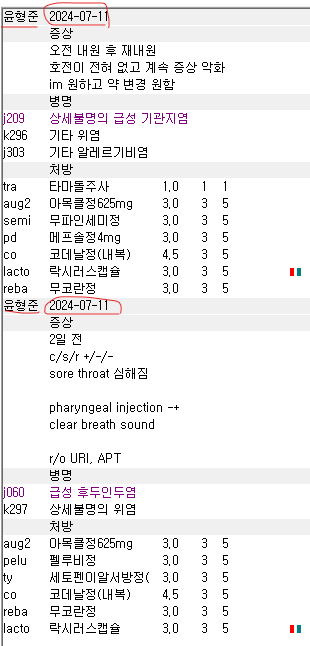 윤형준 2024-07-11
증상
오전 내원 후 재내원
호전이 전혀 없고 계속 증상 악화
im 원하고 약 변경 원함
병명
j209 상세불명의 급성 기관지염
k296 기타 위염
j303 기타 알레르기비염
처방
tra 타마돌주사 1.0 1 1
aug2 아목클정625mg 3.0 3 5
semi 무파인세미정 3.0 3 5
pd 메프솔정4mg 3.0 3 5
co 코데날정(내복) 4.5 3 5
lacto 락시러스캡슐 3.0 3 5
reba 무코란정 3.0 3 5
윤형준 2024-07-11
증상
2일 전
c/s/r +/-/-
sore throat 심해짐
pharyngeal injection -+
clear breath sound
r/o URI, APT
병명
j060 급성 후두인두염
k297 상세불명의 위염
처방
aug2 아목클정625mg 3.0 3 5
pelu 펠루비정 3.0 3 5
ty 세토펜이알서방정( 3.0 3 5
co 코데날정(내복) 4.5 3 5
reba 무코란정 3.0 3 5
lacto 락시러스캡슐 3.0 3 5